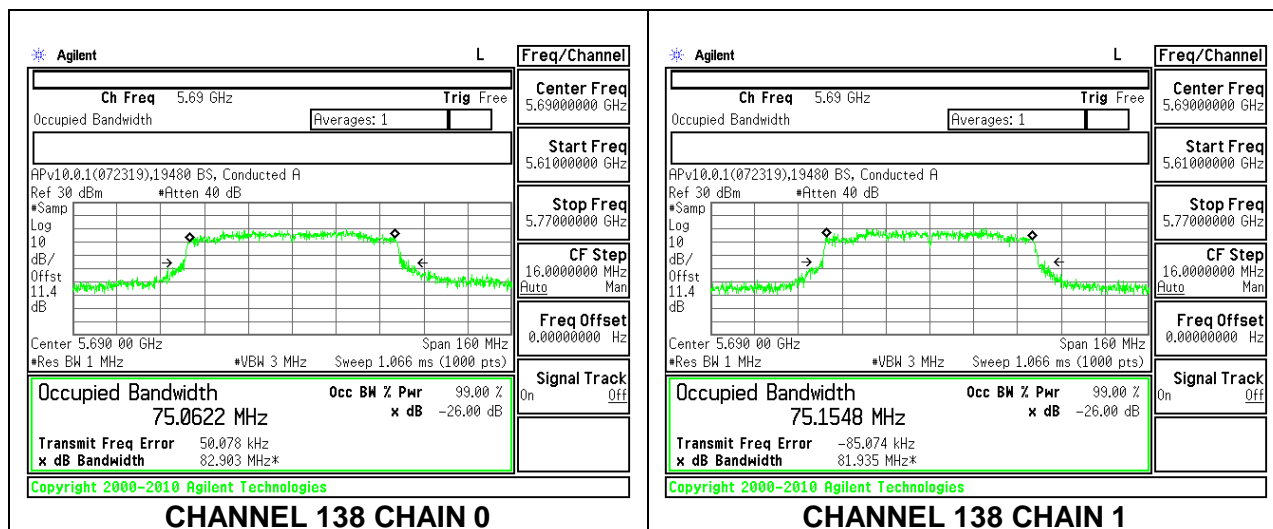 Agilent L Freq/Channel
Ch Freq 5.69 GHz Trig Free
Occupied Bandwidth Averages: 1
APv10.0.1(072319),19480 BS, Conducted A
Ref 30 dBm #Atten 40 dB
#Samp
Log
10
dB/
Offst
11.4
dB
Center 5.690 00 GHz Span 160 MHz
#Res BW 1 MHz #VBW 3 MHz Sweep 1.066 ms (1000 pts)
Occupied Bandwidth Occ BW % Pwr 99.00 %
75.0622 MHz x dB -26.00 dB
Transmit Freq Error 50.078 kHz
x dB Bandwidth 82.903 MHz*
Copyright 2000-2010 Agilent Technologies
Center Freq
5.69000000 GHz
Start Freq
5.61000000 GHz
Stop Freq
5.77000000 GHz
CF Step
16.0000000 MHz
Auto Man
Freq Offset
0.00000000 Hz
Signal Track
On Off
CHANNEL 138 CHAIN 0
Agilent L Freq/Channel
Ch Freq 5.69 GHz Trig Free
Occupied Bandwidth Averages: 1
APv10.0.1(072319),19480 BS, Conducted A
Ref 30 dBm #Atten 40 dB
#Samp
Log
10
dB/
Offst
11.4
dB
Center 5.690 00 GHz Span 160 MHz
#Res BW 1 MHz #VBW 3 MHz Sweep 1.066 ms (1000 pts)
Occupied Bandwidth Occ BW % Pwr 99.00 %
75.1548 MHz x dB -26.00 dB
Transmit Freq Error -85.074 kHz
x dB Bandwidth 81.935 MHz*
Copyright 2000-2010 Agilent Technologies
Center Freq
5.69000000 GHz
Start Freq
5.61000000 GHz
Stop Freq
5.77000000 GHz
CF Step
16.0000000 MHz
Auto Man
Freq Offset
0.00000000 Hz
Signal Track
On Off
CHANNEL 138 CHAIN 1